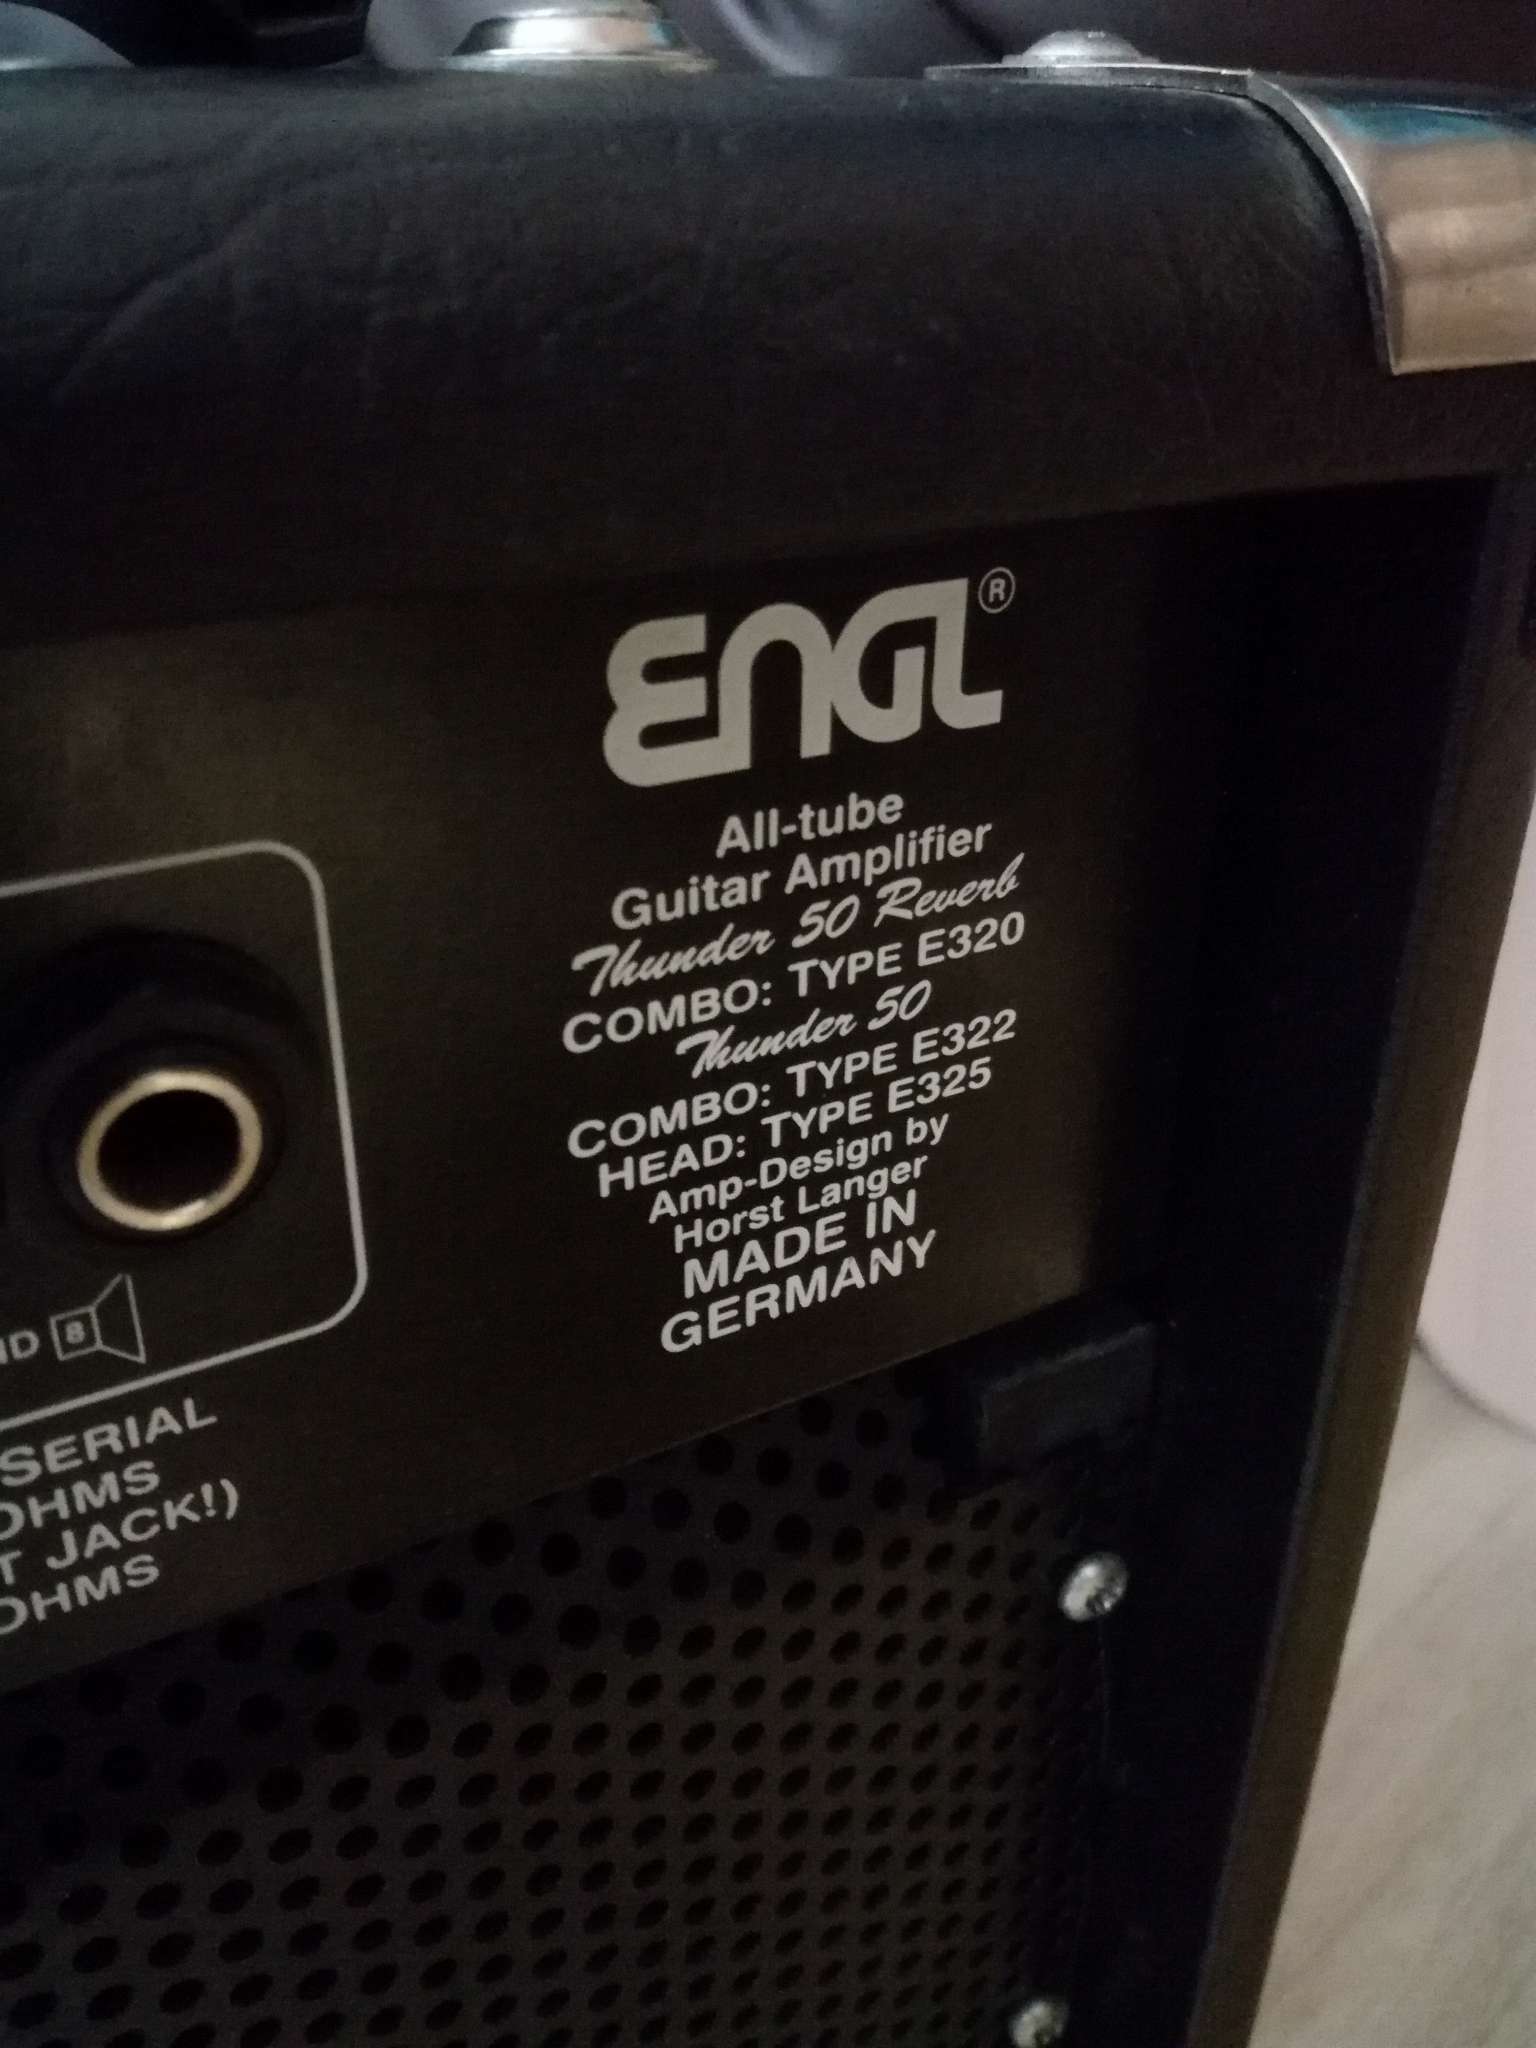 ENGL®
All-tube
Guitar Amplifier
Thunder 50 Reverb
COMBO: TYPE E320
Thunder 50
COMBO: TYPE E322
HEAD: TYPE E325
Amp-Design by
Horst Langer
MADE IN
GERMANY
8
SERIAL
OHMS
JACK!)
OHMS